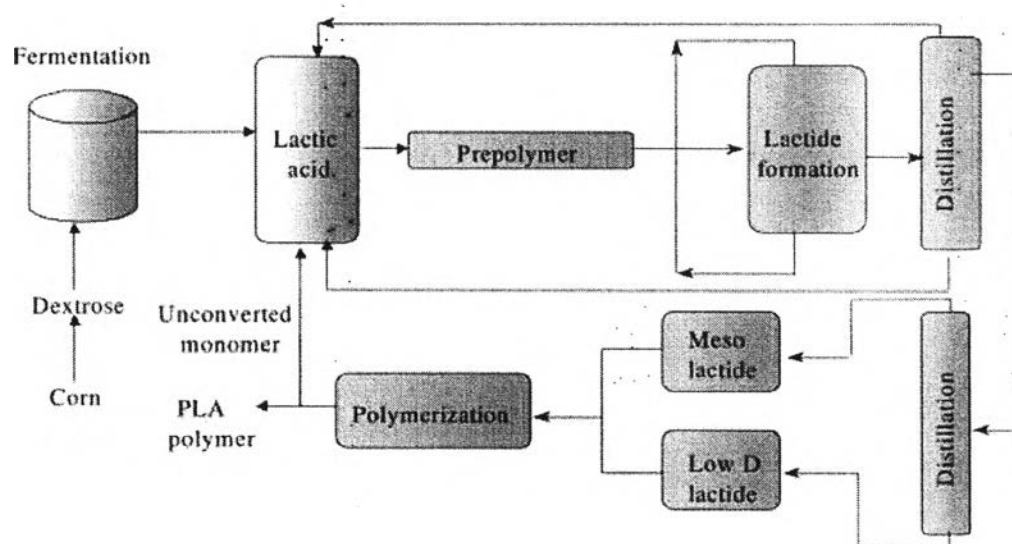 Fermentation
Lactic
acid.
Prepolymer
Lactide
formation
Distillation
Dextrose
Corn
Unconverted
monomer
PLA
polymer
Polymerization
Meso
lactide
Low D
lactide
Distillation